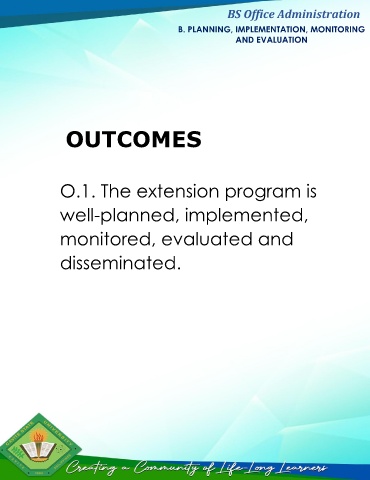 BS Office Administration
B. PLANNING, IMPLEMENTATION, MONITORING
AND EVALUATION
OUTCOMES
O.1. The extension program is
well-planned, implemented,
monitored, evaluated and
disseminated.
Creating a Community of Life Long Learners